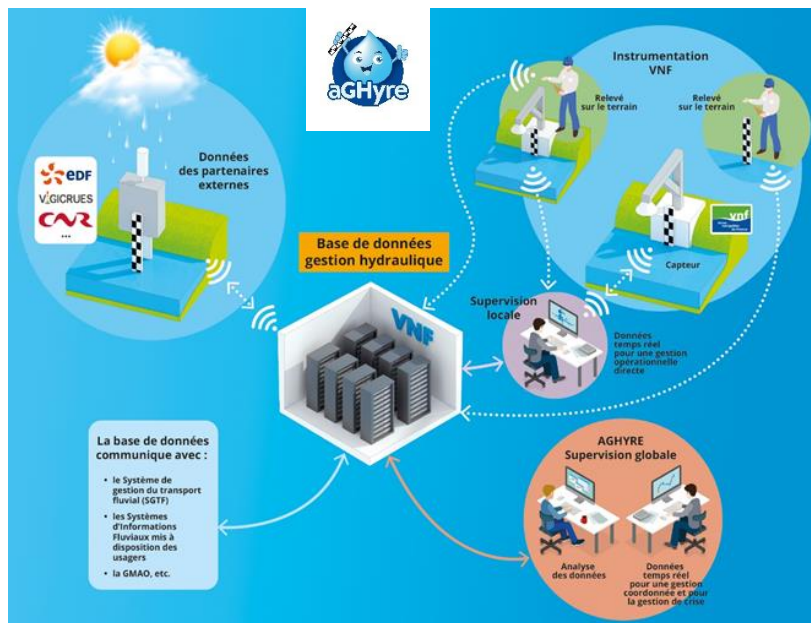 aGHyre
Instrumentation
VNF
Relevé
sur le terrain
Relevé
sur le terrain
Données
des partenaires
externes
edf
VIGICRUES
CNR
...
vnf
Capteur
Base de données
gestion hydraulique
VNF
Supervision
locale
Données
temps réel
pour une gestion
opérationnelle
directe
La base de données
communique avec :
• le Système de
gestion du transport
fluvial (SGTF)
• les Systèmes
d'Informations
Fluviaux mis à
disposition des
usagers
• la GMAO, etc.
AGHYRE
Supervision globale
Analyse
des données
Données
temps réel
pour une gestion
coordonnée et pour
la gestion de crise